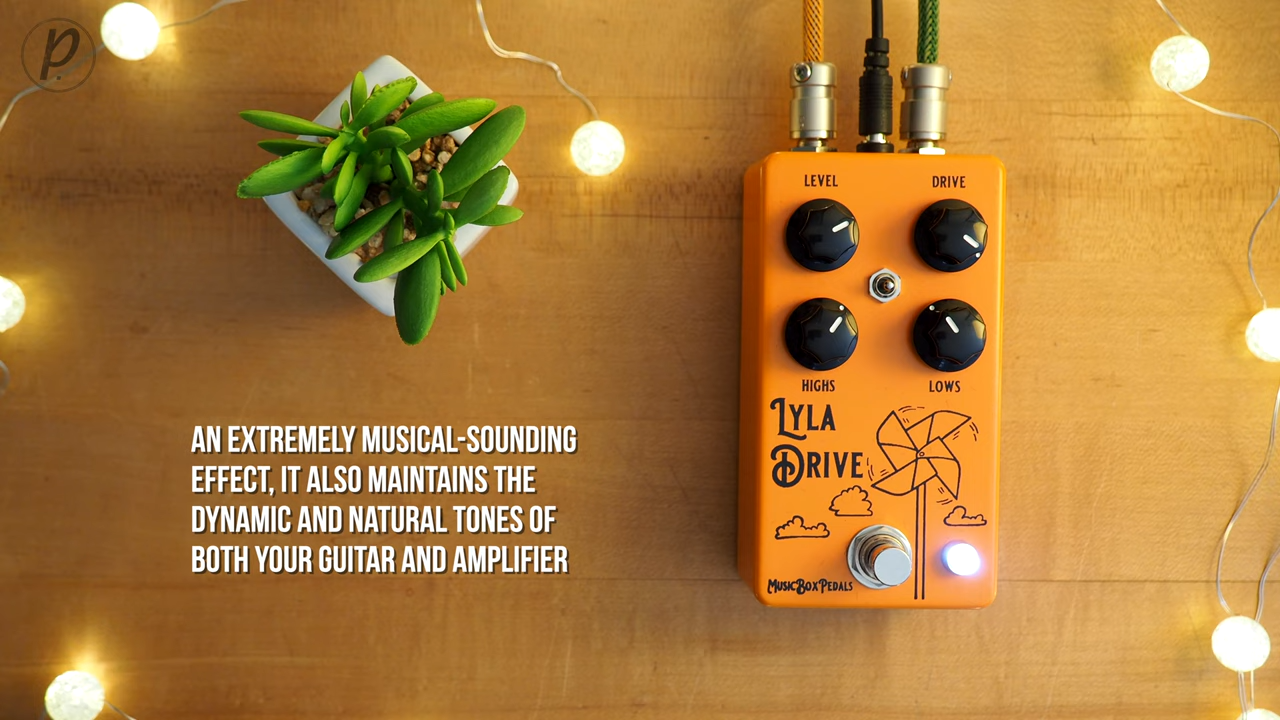 p.
LEVEL
DRIVE
HIGHS
LOWS
LYLA
DRIVE
MUSICBOXPEDALS
AN EXTREMELY MUSICAL-SOUNDING
EFFECT, IT ALSO MAINTAINS THE
DYNAMIC AND NATURAL TONES OF
BOTH YOUR GUITAR AND AMPLIFIER